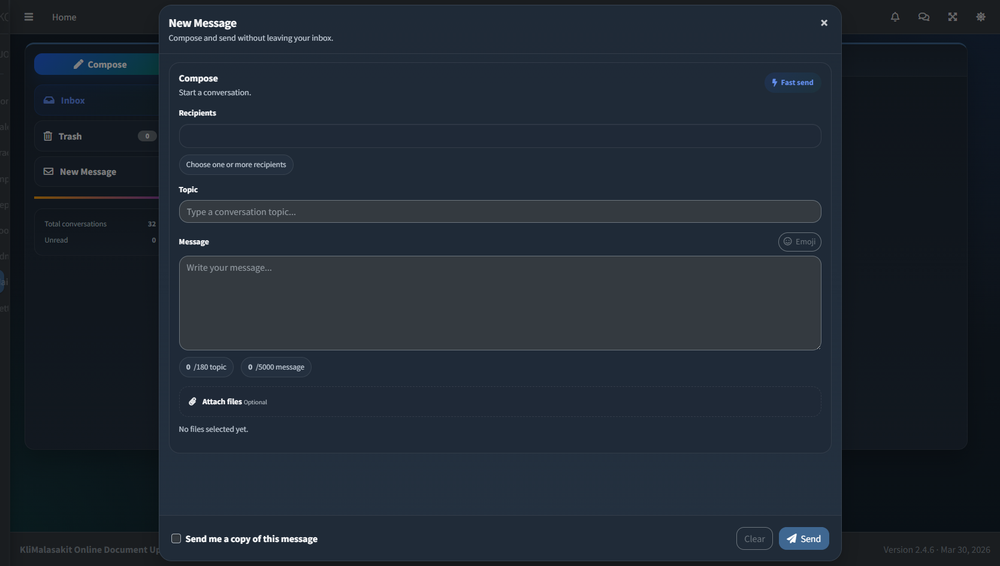 Home
New Message
Compose and send without leaving your inbox.
Compose
Inbox
Trash
0
New Message
Total conversations
32
Unread
0
Compose
Start a conversation.
Fast send
Recipients
Choose one or more recipients
Topic
Type a conversation topic...
Message
Emoji
Write your message...
0 /180 topic
0 /5000 message
Attach files Optional
No files selected yet.
Send me a copy of this message
Clear
Send
KliMalasakit Online Document
Version 2.4.6 · Mar 30, 2026